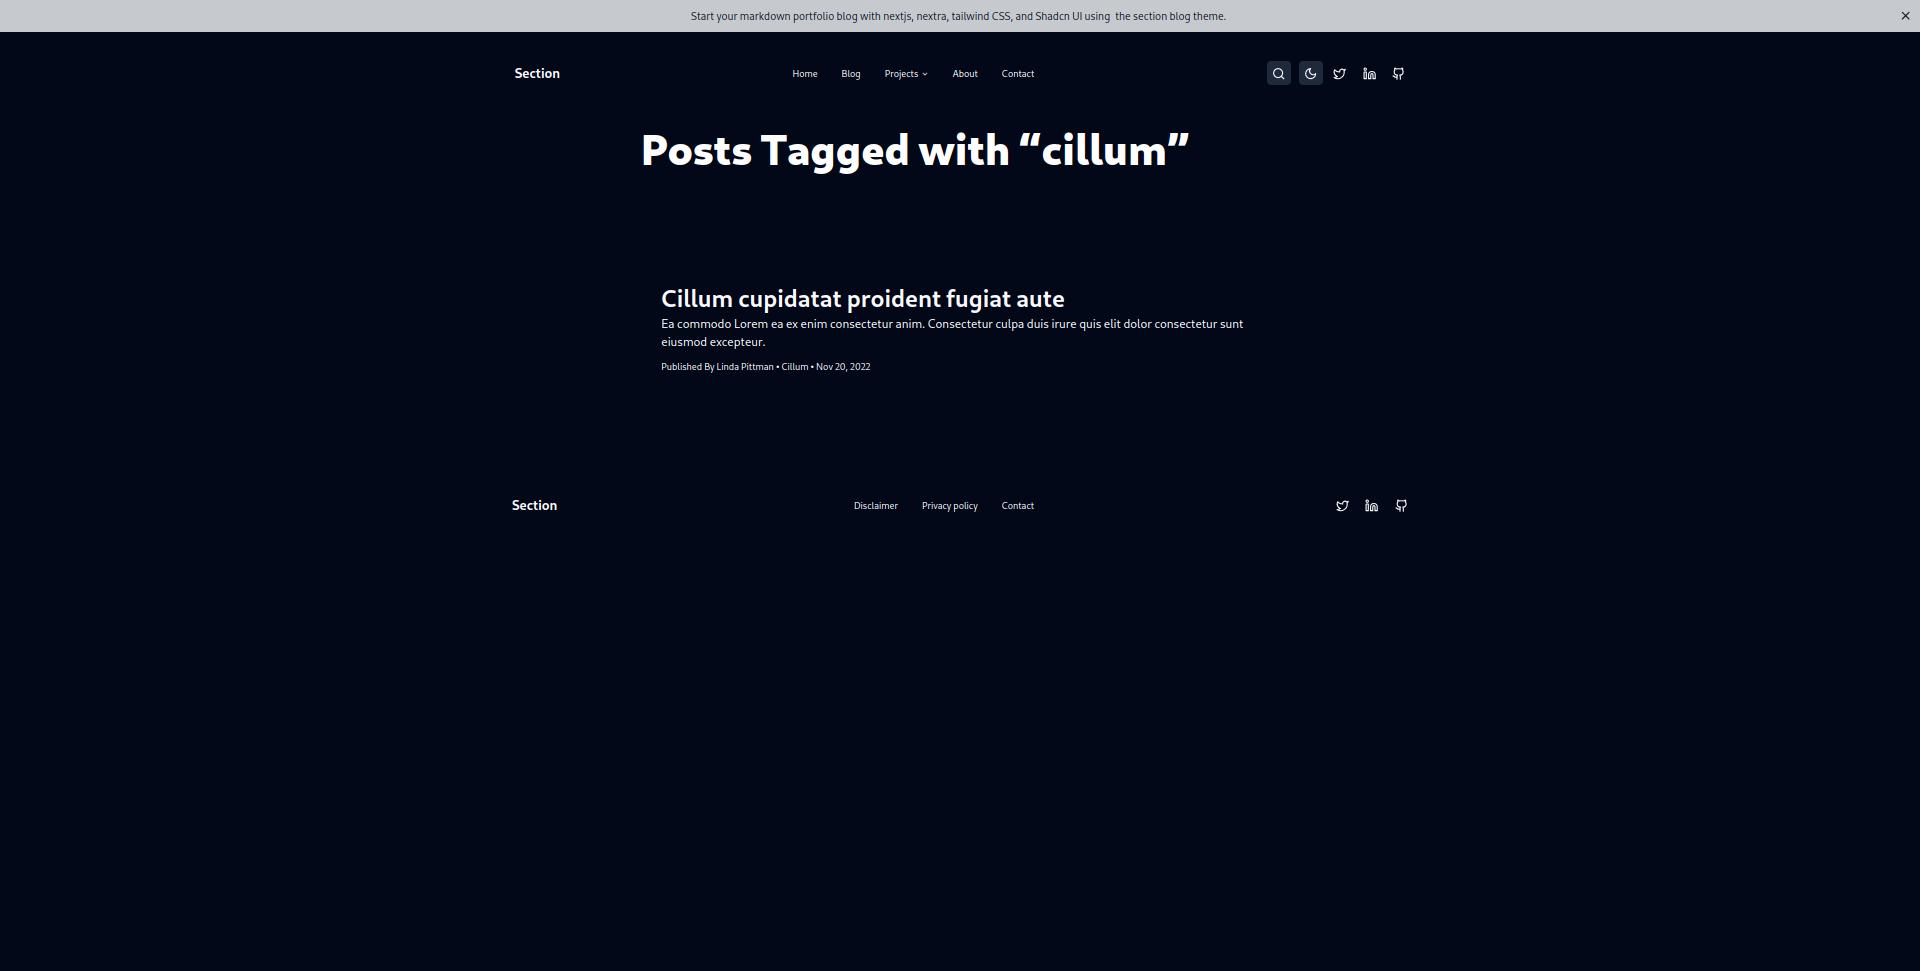 Start your markdown portfolio blog with nextjs, nextra, tailwind CSS, and Shadcn UI using  the section blog theme.
Section
Home
Blog
Projects
About
Contact
Posts Tagged with “cillum”
Cillum cupidatat proident fugiat aute
Ea commodo Lorem ea ex enim consectetur anim. Consectetur culpa duis irure quis elit dolor consectetur sunt
eiusmod excepteur.
Published By Linda Pittman • Cillum • Nov 20, 2022
Section
Disclaimer
Privacy policy
Contact